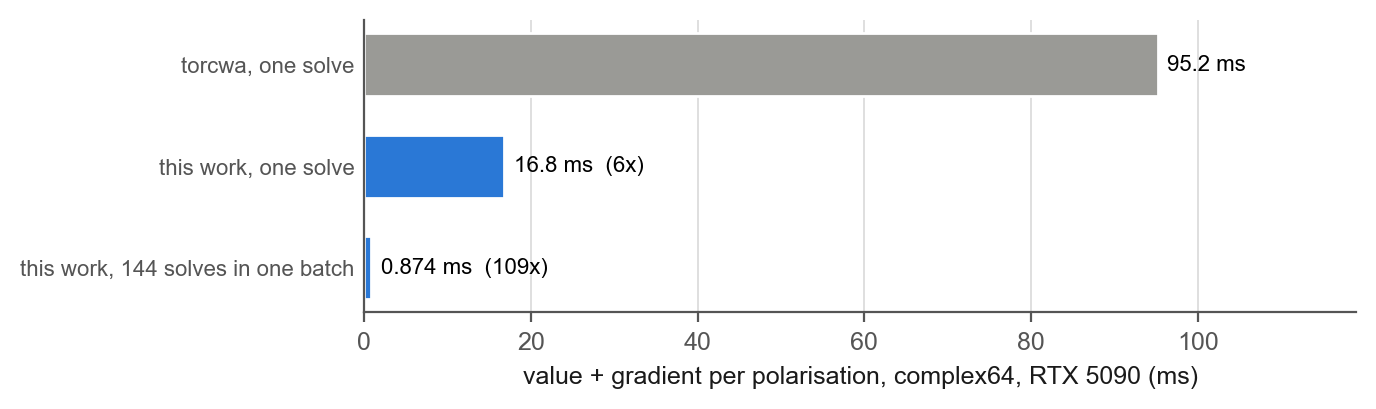 torcwa, one solve
95.2 ms
this work, one solve
16.8 ms (6x)
this work, 144 solves in one batch
0.874 ms (109x)
0 20 40 60 80 100
value + gradient per polarisation, complex64, RTX 5090 (ms)